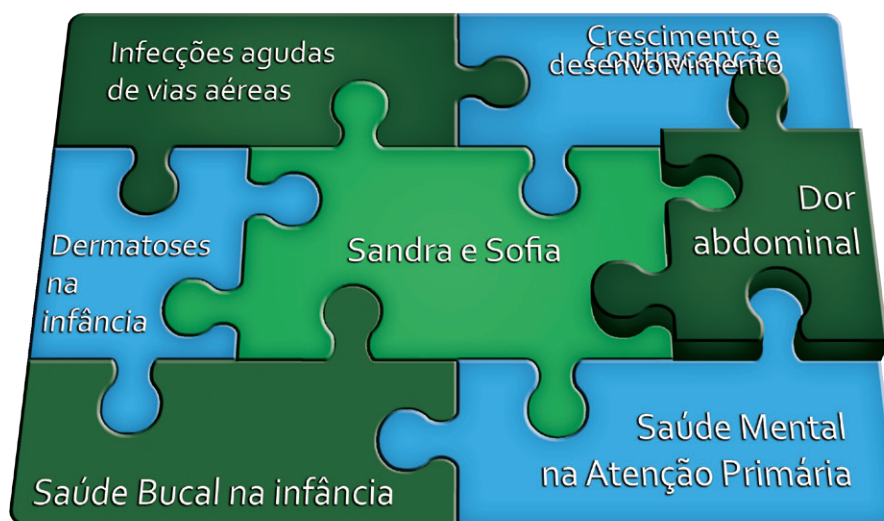 Infecções agudas
de vias aéreas
Crescimento e
Contracepção
desenvolvimento
Dor
abdominal
Dermatoses
na
infância
Sandra e Sofia
Saúde Mental
na Atenção Primária
Saúde Bucal na infância